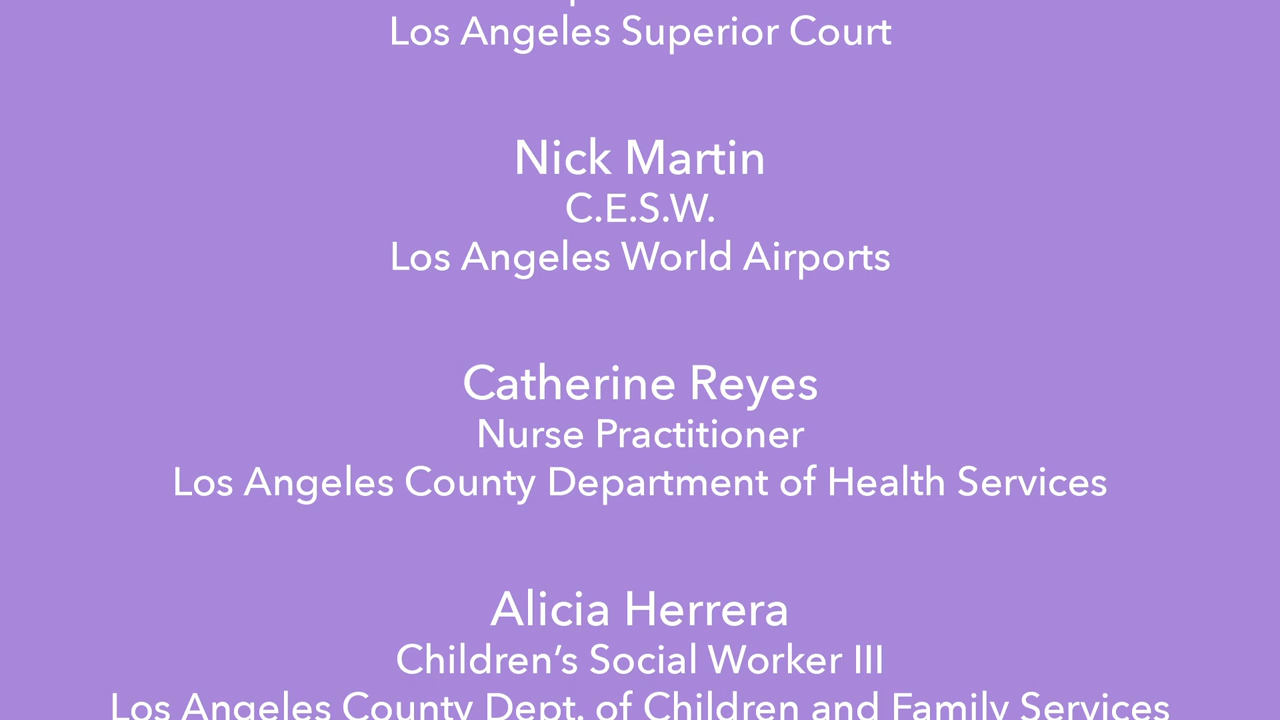 Los Angeles Superior Court
Nick Martin
C.E.S.W.
Los Angeles World Airports
Catherine Reyes
Nurse Practitioner
Los Angeles County Department of Health Services
Alicia Herrera
Children’s Social Worker III
Los Angeles County Dept. of Children and Family Services